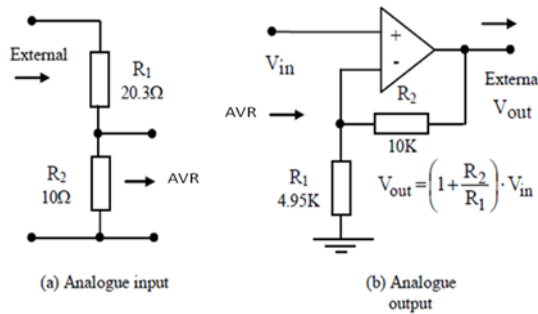 External
R1
20.3Ω
R2
10Ω
AVR
(a) Analogue input
Vin
+
-
AVR
R2
10K
R1
4.95K
External
Vout
Vout=(1+R2/R1)·Vin
(b) Analogue
output